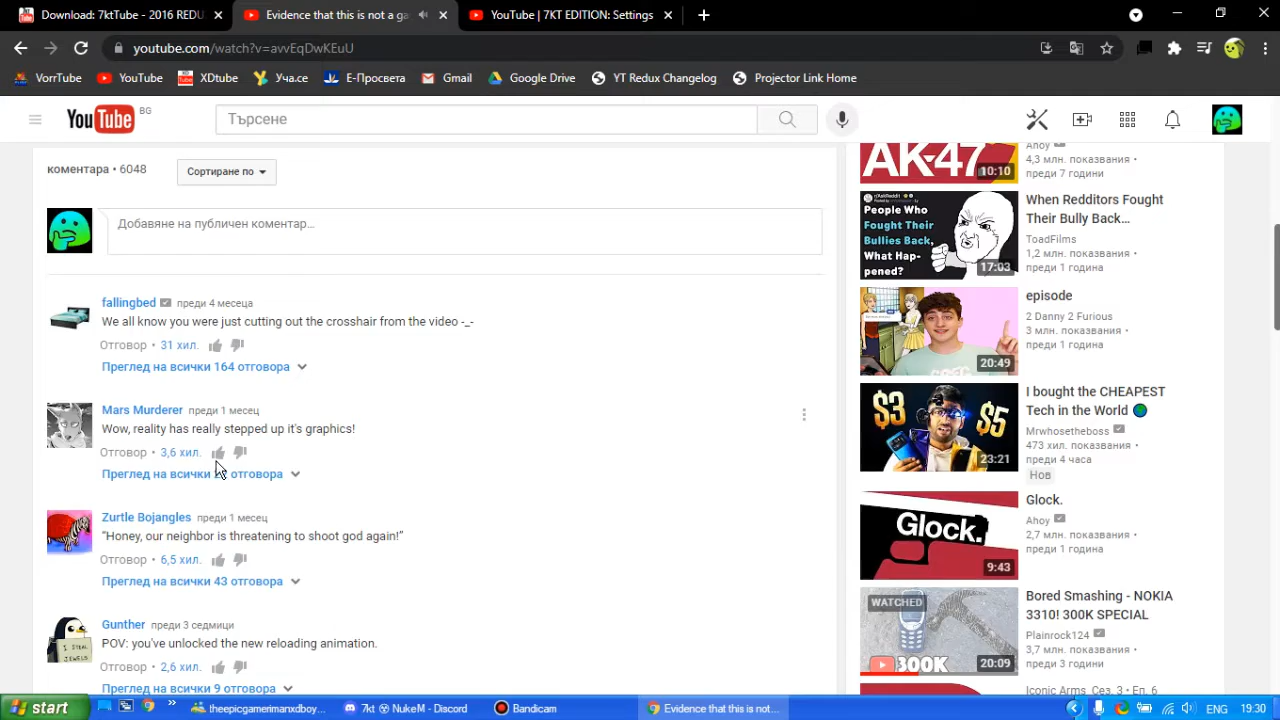 Download: 7ktTube - 2016 REDU
Evidence that this is not a ga
YouTube | 7KT EDITION: Settings
youtube.com/watch?v=avvEqDwKEuU
VorTube
YouTube
XDtube
Учасе
Е-Просвета
Gmail
Google Drive
YT Redux Changelog
Projector Link Home
YouTube BG
Търсене
коментара • 6048
Сортиране по
Добавяне на публичен коментар...
fallingbed преди 4 месеца
We all know you were just cutting out the crosshair from the video -_-
Отговор • 31 хил.
Преглед на всички 164 отговора
Mars Murderer преди 1 месец
Wow, reality has really stepped up it's graphics!
Отговор • 3,6 хил.
Преглед на всички отговора
Zurtle Bojangles преди 1 месец
“Honey, our neighbor is threatening to shoot god again!”
Отговор • 6,5 хил.
Преглед на всички 43 отговора
Gunther преди 3 седмици
I STEAL
JEWELS
POV: you've unlocked the new reloading animation.
Отговор • 2,6 хил.
Преглед на всички 9 отговора
AK-47
10:10
Ahoy
4,3 млн. показвания •
преди 7 години
r/AskReddit
People Who
Fought Their
Bullies Back,
What Hap-
pened?
17:03
When Redditors Fought
Their Bully Back...
ToadFilms
1,2 млн. показвания •
преди 1 година
20:49
episode
2 Danny 2 Furious
3 млн. показвания •
преди 1 година
$3
$5
23:21
I bought the CHEAPEST
Tech in the World
Mrwhosetheboss
473 хил. показвания •
преди 4 часа
Нов
Glock.
9:43
Glock.
Ahoy
2,7 млн. показвания •
преди 1 година
WATCHED
300K
20:09
Bored Smashing - NOKIA
3310! 300K SPECIAL
Plainrock124
3,7 млн. показвания •
преди 3 години
Iconic Arms Сез. 3 • Еп. 6
start
theepicgamerimanxdboy...
7kt @ NukeM - Discord
Bandicam
Evidence that this is not...
ENG
19:30